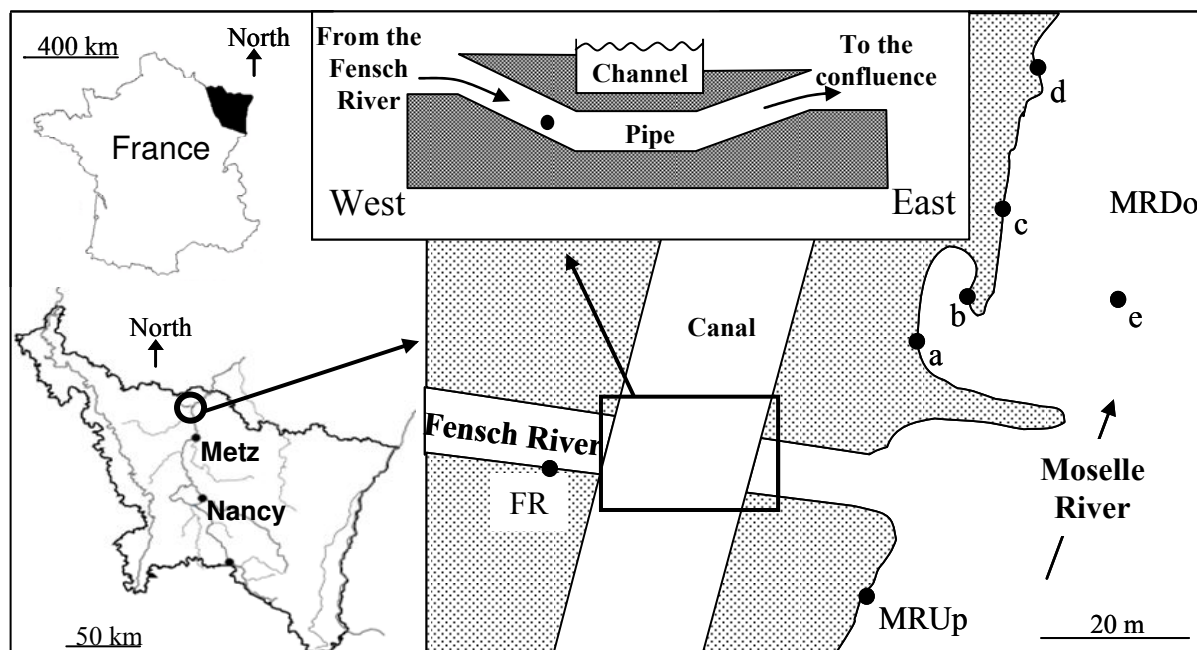 400 km
North
France
North
Metz
Nancy
50 km
From the
Fensch
River
Channel
To the
confluence
Pipe
West
East
Canal
Fensch River
FR
MRUp
a
b
c
d
e
MRDo
Moselle
River
20 m